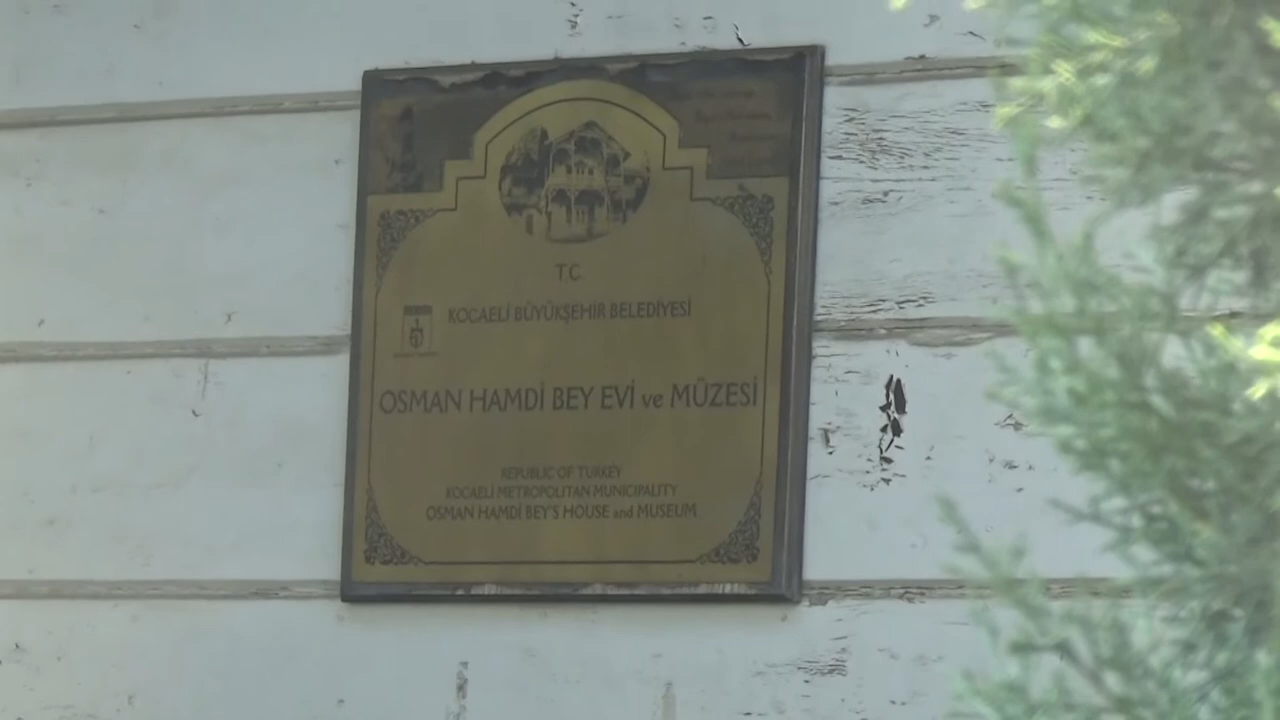 T.C.
KOCAELİ BÜYÜKŞEHİR BELEDİYESİ
OSMAN HAMDİ BEY EVİ ve MÜZESİ
REPUBLIC OF TURKEY
KOCAELİ METROPOLITAN MUNICIPALITY
OSMAN HAMDİ BEY'S HOUSE and MUSEUM